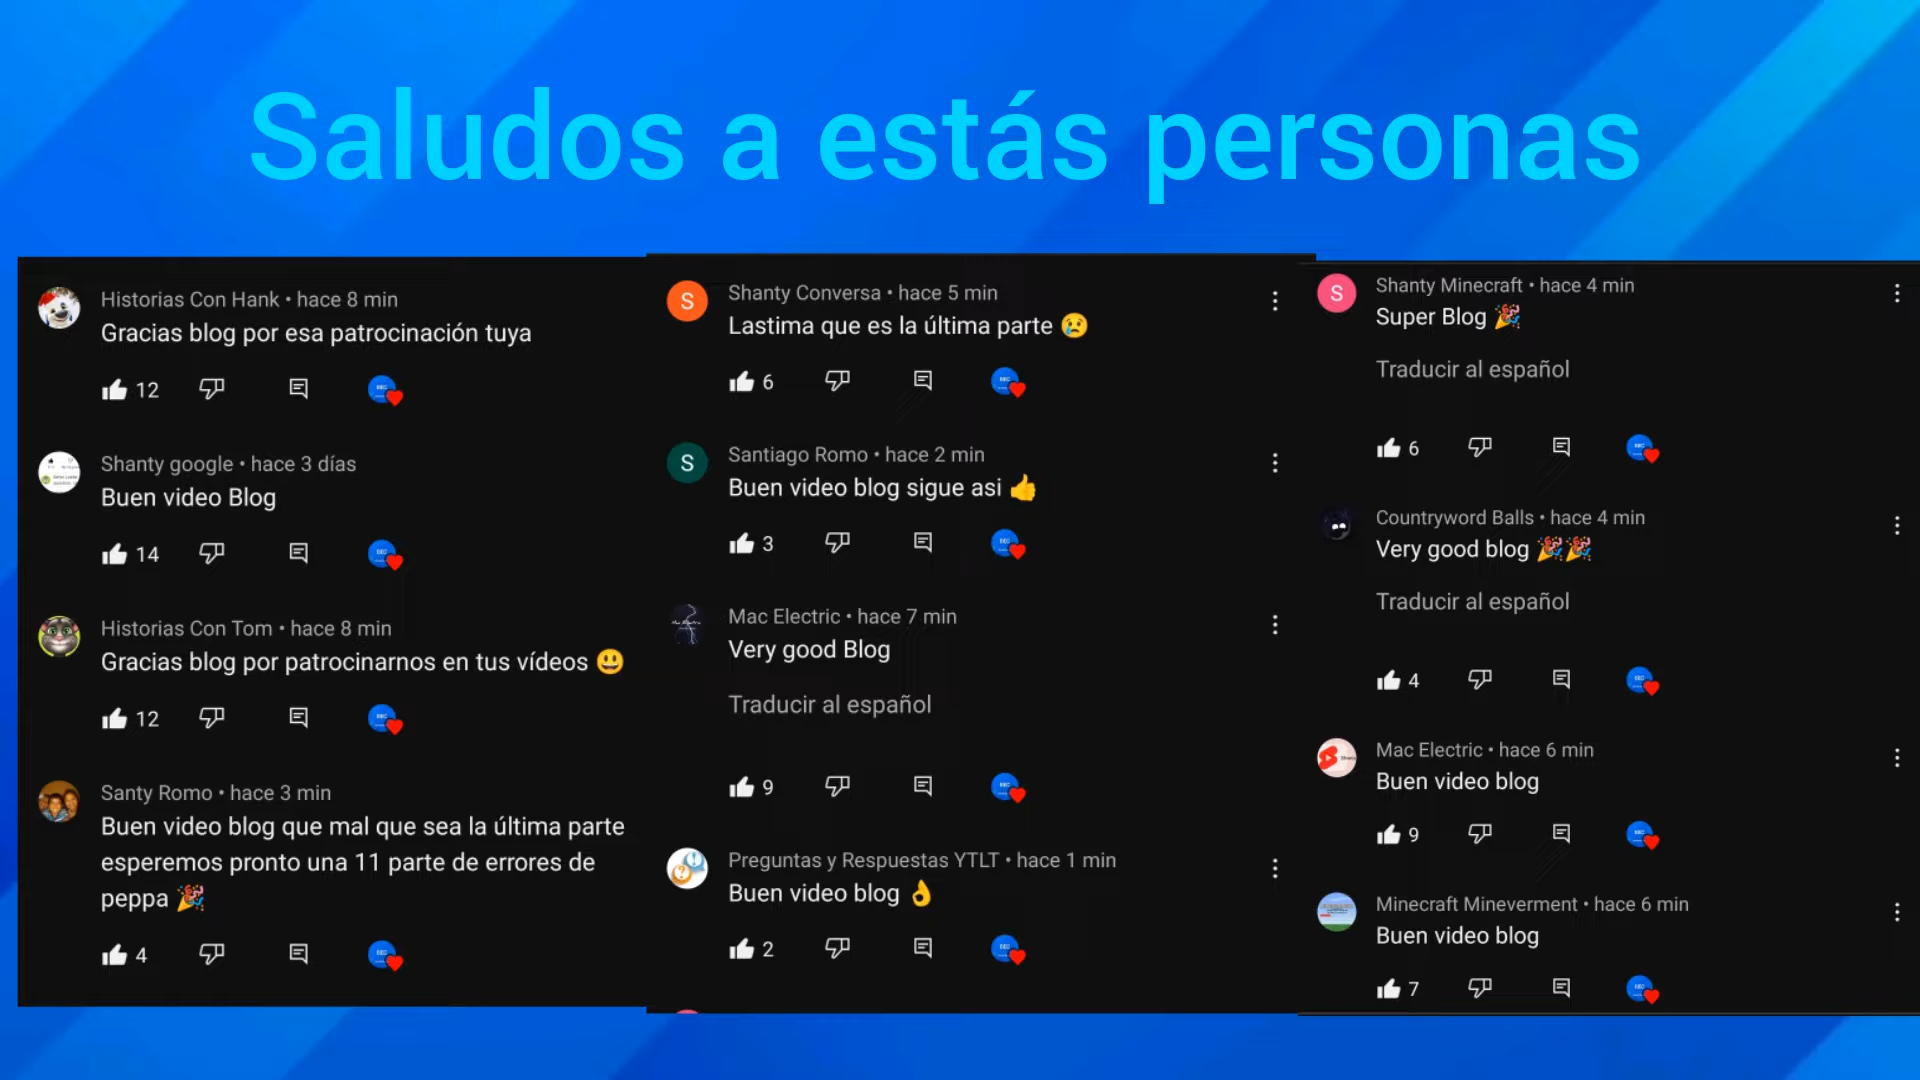 Saludos a estás personas
Historias Con Hank • hace 8 min
Gracias blog por esa patrocinación tuya
12
Shanty google • hace 3 días
Buen video Blog
14
Historias Con Tom • hace 8 min
Gracias blog por patrocinarnos en tus vídeos 😃
12
Santy Romo • hace 3 min
Buen video blog que mal que sea la última parte
esperemos pronto una 11 parte de errores de
peppa 🎉
4
S
Shanty Conversa • hace 5 min
Lastima que es la última parte 😢
6
S
Santiago Romo • hace 2 min
Buen video blog sigue asi 👍
3
Mac Electric • hace 7 min
Very good Blog
Traducir al español
9
Preguntas y Respuestas YTLT • hace 1 min
Buen video blog 👌
2
S
Shanty Minecraft • hace 4 min
Super Blog 🎉
Traducir al español
6
Countryword Balls • hace 4 min
Very good blog 🎉🎉
Traducir al español
4
Mac Electric • hace 6 min
Buen video blog
9
Minecraft Mineverment • hace 6 min
Buen video blog
7